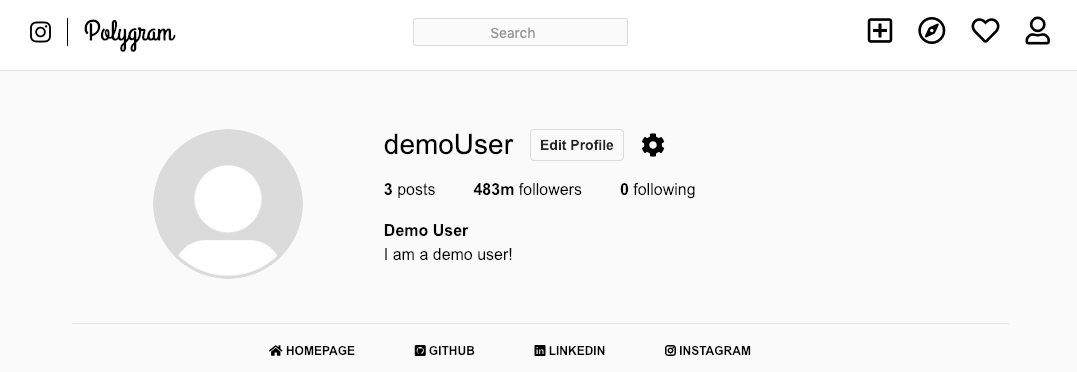 Polygram
Search
demoUser
Edit Profile
3 posts 483m followers 0 following
Demo User
I am a demo user!
HOMEPAGE GITHUB LINKEDIN INSTAGRAM